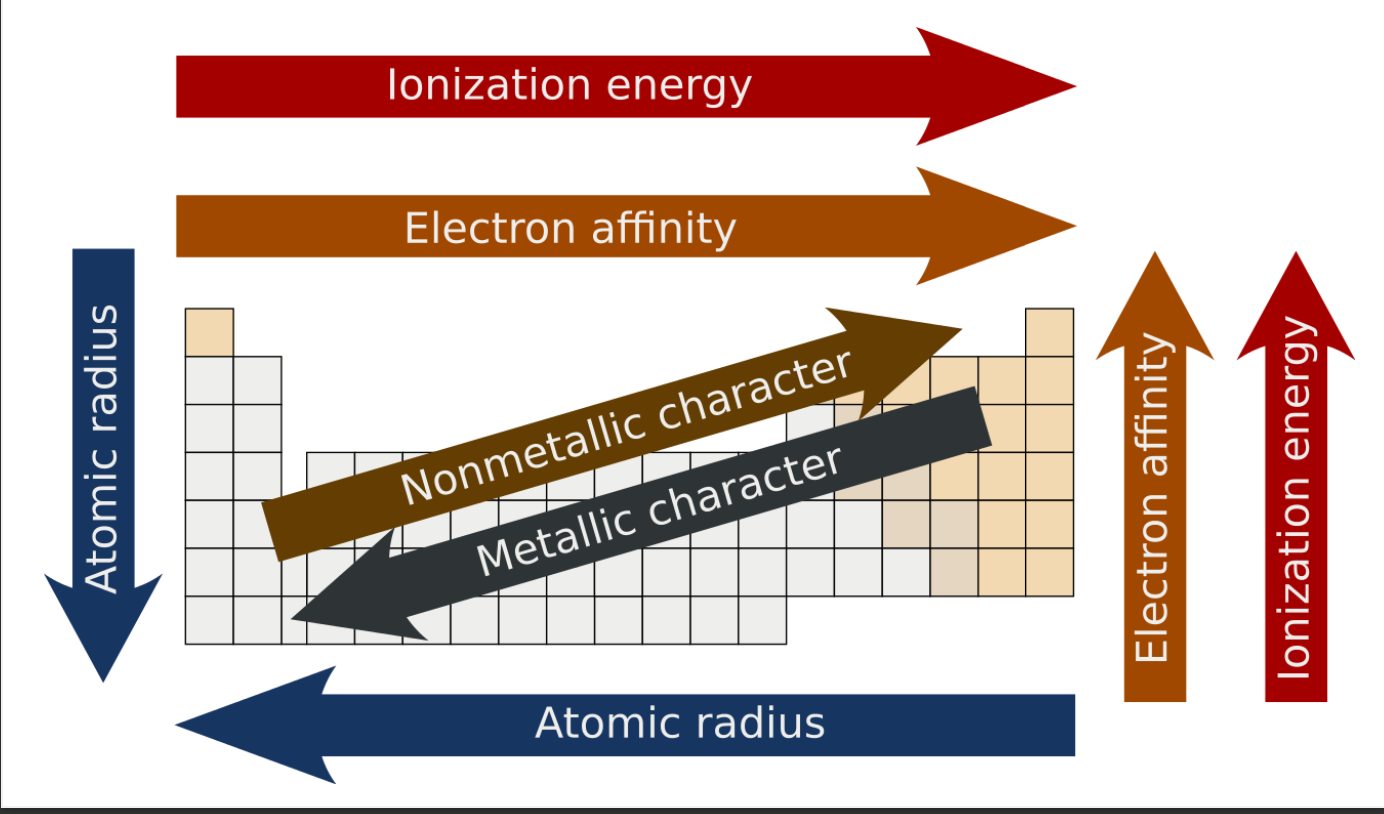 Ionization energy
Electron affinity
Atomic radius
Nonmetallic character
Metallic character
Electron affinity
Ionization energy
Atomic radius